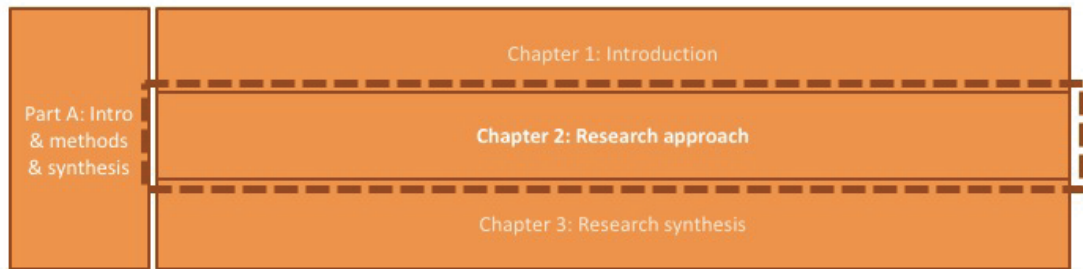 Chapter 1: Introduction
Part A: Intro
& methods
& synthesis
Chapter 2: Research approach
Chapter 3: Research synthesis